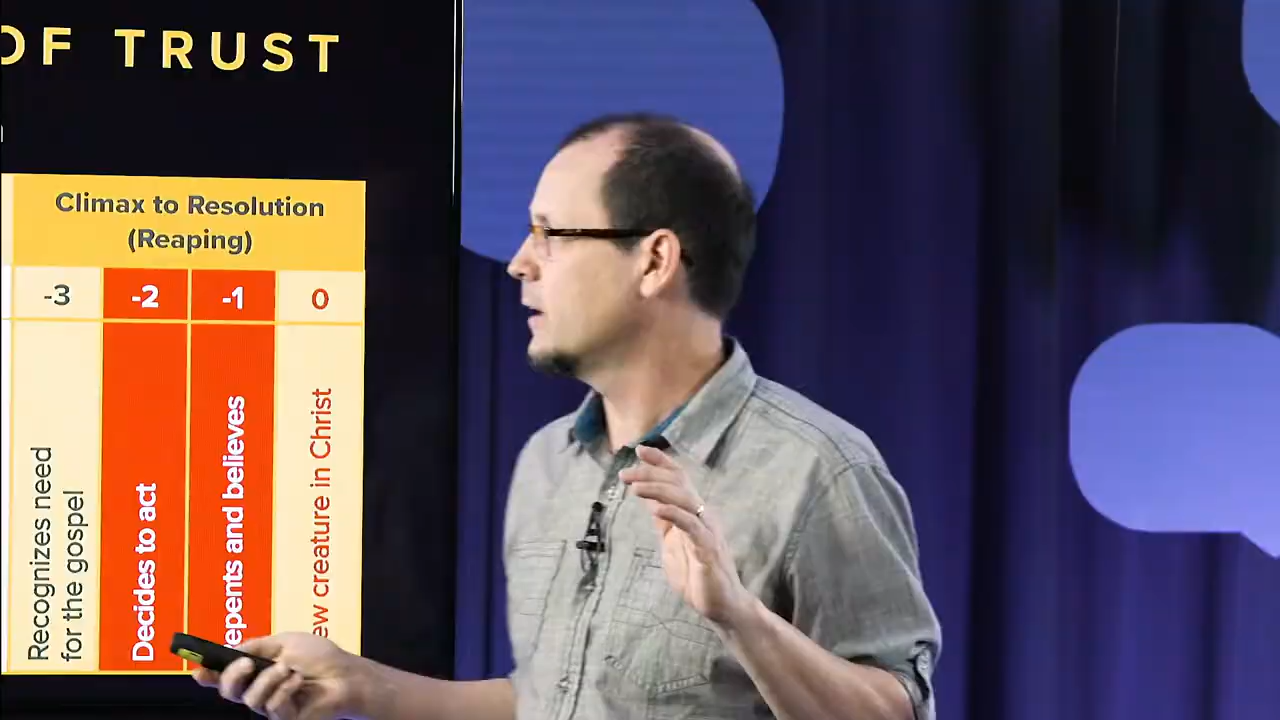 OF TRUST
Climax to Resolution
(Reaping)
-3
-2
-1
0
Recognizes need
for the gospel
Decides to act
epents and believes
ew creature in Christ